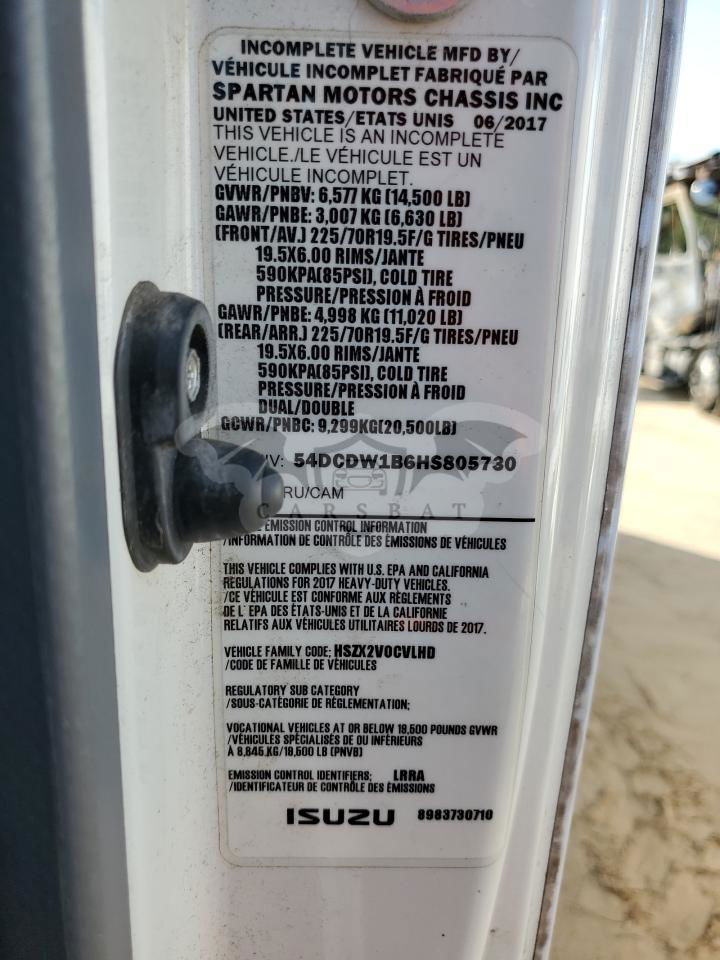 INCOMPLETE VEHICLE MFD BY/
VÉHICULE INCOMPLET FABRIQUÉ PAR
SPARTAN MOTORS CHASSIS INC
UNITED STATES/ETATS UNIS 06/2017
THIS VEHICLE IS AN INCOMPLETE
VEHICLE./LE VÉHICULE EST UN
VÉHICULE INCOMPLET.
GVWR/PNBV: 6,577 KG (14,500 LB)
GAWR/PNBE: 3,007 KG (6,630 LB)
(FRONT/AV.) 225/70R19.5F/G TIRES/PNEU
19.5X6.00 RIMS/JANTE
590KPA(85PSI), COLD TIRE
PRESSURE/PRESSION À FROID
GAWR/PNBE: 4,998 KG (11,020 LB)
(REAR/ARR.) 225/70R19.5F/G TIRES/PNEU
19.5X6.00 RIMS/JANTE
590KPA(85PSI), COLD TIRE
PRESSURE/PRESSION À FROID
DUAL/DOUBLE
GCWR/PNBC: 9,299KG(20,500LB)
IV: 54DCDW1B6HS805730
RU/CAM
CARSBAT
EMISSION CONTROL INFORMATION
/INFORMATION DE CONTRÔLE DES ÉMISSIONS DE VÉHICULES
THIS VEHICLE COMPLIES WITH U.S. EPA AND CALIFORNIA
REGULATIONS FOR 2017 HEAVY-DUTY VEHICLES.
/CE VÉHICULE EST CONFORME AUX RÈGLEMENTS
DE L'EPA DES ÉTATS-UNIS ET DE LA CALIFORNIE
RELATIFS AUX VÉHICULES UTILITAIRES LOURDS DE 2017.
VEHICLE FAMILY CODE; HSZX2VOCVLHD
/CODE DE FAMILLE DE VÉHICULES
REGULATORY SUB CATEGORY
/SOUS-CATÉGORIE DE RÉGLEMENTATION;
VOCATIONAL VEHICLES AT OR BELOW 19,500 POUNDS GVWR
/VÉHICULES SPÉCIALISÉS DE OU INFÉRIEURS
À 8,845 KG/19,500 LB (PNVB)
EMISSION CONTROL IDENTIFIERS; LRRA
/IDENTIFICATEUR DE CONTRÔLE DES ÉMISSIONS
ISUZU 8983730710